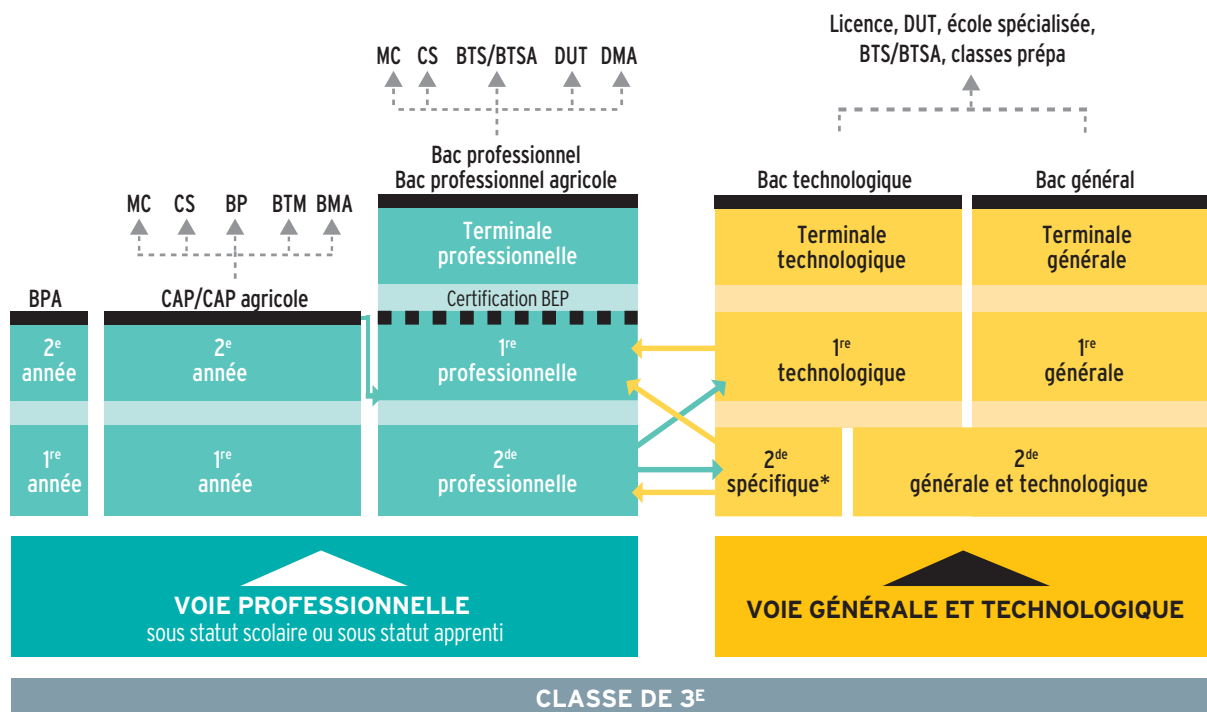 Licence, DUT, école spécialisée,
BTS/BTSA, classes prépa
MC CS BTS/BTSA DUT DMA
Bac professionnel
Bac professionnel agricole
Bac technologique
Bac général
MC CS BP BTM BMA
Terminale
professionnelle
Terminale
technologique
Terminale
générale
BPA
CAP/CAP agricole
Certification BEP
2e
année
2e
année
1re
professionnelle
1re
technologique
1re
générale
1re
année
1re
année
2de
professionnelle
2de
spécifique*
2de
générale et technologique
VOIE PROFESSIONNELLE
sous statut scolaire ou sous statut apprenti
VOIE GÉNÉRALE ET TECHNOLOGIQUE
CLASSE DE 3E